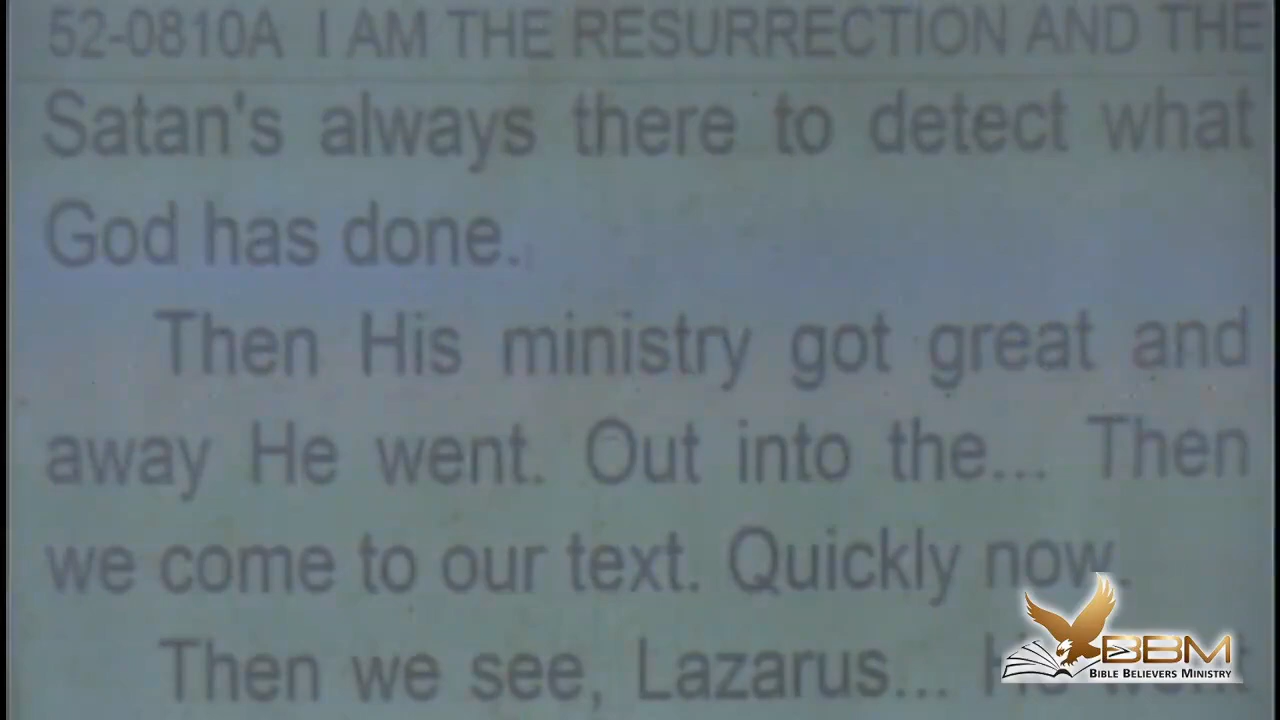 52-0810A I AM THE RESURRECTION AND THE
Satan's always there to detect what
God has done.
Then His ministry got great and
away He went. Out into the... Then
we come to our text. Quickly now.
Then we see, Lazarus... He went
BBM
BIBLE BELIEVERS MINISTRY